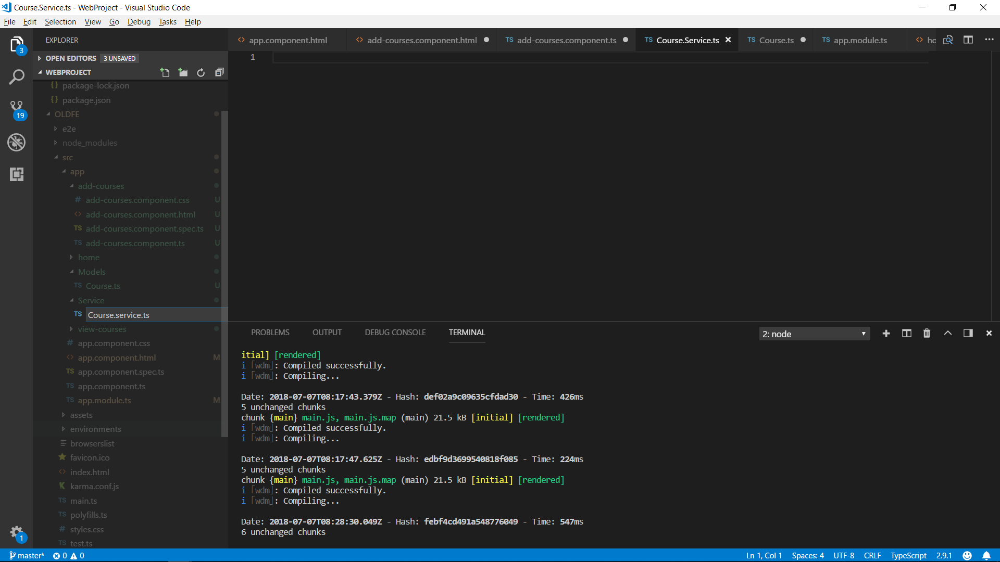 Course.Service.ts - WebProject - Visual Studio Code
File Edit Selection View Go Debug Tasks Help
EXPLORER
app.component.html add-courses.component.html add-courses.component.ts Course.Service.ts Course.ts app.module.ts ho
3
OPEN EDITORS 3 UNSAVED
WEBPROJECT
1
package-lock.json
package.json
OLDFE
19
e2e
node_modules
src
app
add-courses
# add-courses.component.css U
<> add-courses.component.html U
TS add-courses.component.spec.ts U
TS add-courses.component.ts U
home
Models
TS Course.ts U
Service
TS Course.service.ts
view-courses
# app.component.css
<> app.component.html M
TS app.component.spec.ts
TS app.component.ts
TS app.module.ts M
assets
environments
browserslist
favicon.ico
<> index.html
K karma.conf.js
TS main.ts
TS polyfills.ts
# styles.css
TS test.ts
1
PROBLEMS OUTPUT DEBUG CONSOLE TERMINAL
2: node
itial] [rendered]
i ｢wdm｣: Compiled successfully.
i ｢wdm｣: Compiling...
Date: 2018-07-07T08:17:43.379Z - Hash: def02a9c09635cfdad30 - Time: 426ms
5 unchanged chunks
chunk {main} main.js, main.js.map (main) 21.5 kB [initial] [rendered]
i ｢wdm｣: Compiled successfully.
i ｢wdm｣: Compiling...
Date: 2018-07-07T08:17:47.625Z - Hash: edbf9d3699540818f085 - Time: 224ms
5 unchanged chunks
chunk {main} main.js, main.js.map (main) 21.5 kB [initial] [rendered]
i ｢wdm｣: Compiled successfully.
i ｢wdm｣: Compiling...
Date: 2018-07-07T08:28:30.049Z - Hash: febf4cd491a548776049 - Time: 547ms
6 unchanged chunks
master* 0 0 Ln 1, Col 1 Spaces: 4 UTF-8 CRLF TypeScript 2.9.1